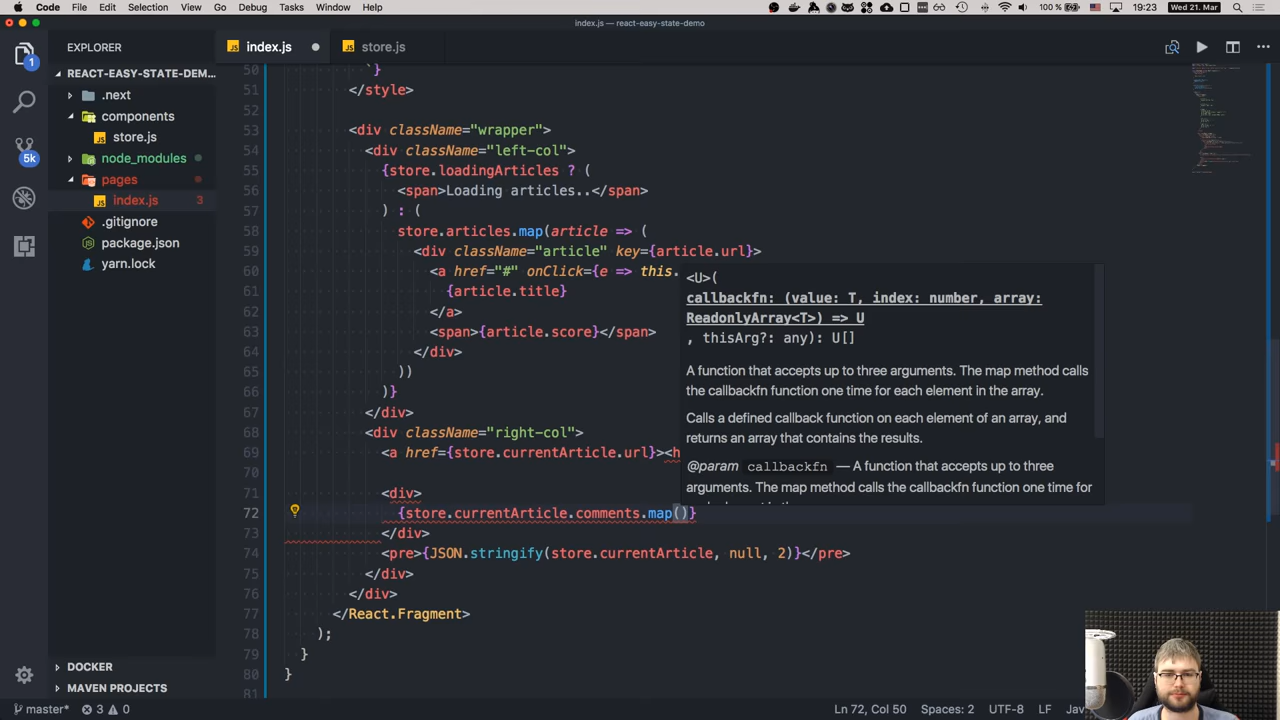 Code File Edit Selection View Go Debug Tasks Window Help 100 % 19:23 Wed 21. Mar
index.js — react-easy-state-demo
EXPLORER
index.js
store.js
REACT-EASY-STATE-DEM...
.next
components
store.js
node_modules
pages
index.js 3
.gitignore
package.json
yarn.lock
DOCKER
MAVEN PROJECTS
1
5k
50 `}
51 </style>
52
53 <div className="wrapper">
54 <div className="left-col">
55 {store.loadingArticles ? (
56 <span>Loading articles..</span>
57 ) : (
58 store.articles.map(article => (
59 <div className="article" key={article.url}>
60 <a href="#" onClick={e => this.
61 {article.title}
62 </a>
63 <span>{article.score}</span>
64 </div>
65 ))
66 )}
67 </div>
68 <div className="right-col">
69 <a href={store.currentArticle.url}><h
70
71 <div>
72 {store.currentArticle.comments.map()}
73 </div>
74 <pre>{JSON.stringify(store.currentArticle, null, 2)}</pre>
75 </div>
76 </div>
77 </React.Fragment>
78 );
79 }
80 }
81
<U>(
callbackfn: (value: T, index: number, array:
ReadonlyArray<T>) => U
, thisArg?: any): U[]
A function that accepts up to three arguments. The map method calls
the callbackfn function one time for each element in the array.
Calls a defined callback function on each element of an array, and
returns an array that contains the results.
@param callbackfn — A function that accepts up to three
arguments. The map method calls the callbackfn function one time for
master* 3 0 Ln 72, Col 50 Spaces: 2 UTF-8 LF